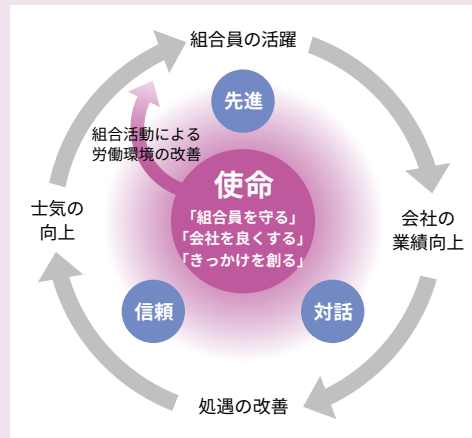 組合員の活躍
先進
組合活動による
労働環境の改善
使命
「組合員を守る」
「会社を良くする」
「きっかけを創る」
士気の
向上
会社の
業績向上
信頼
対話
処遇の改善